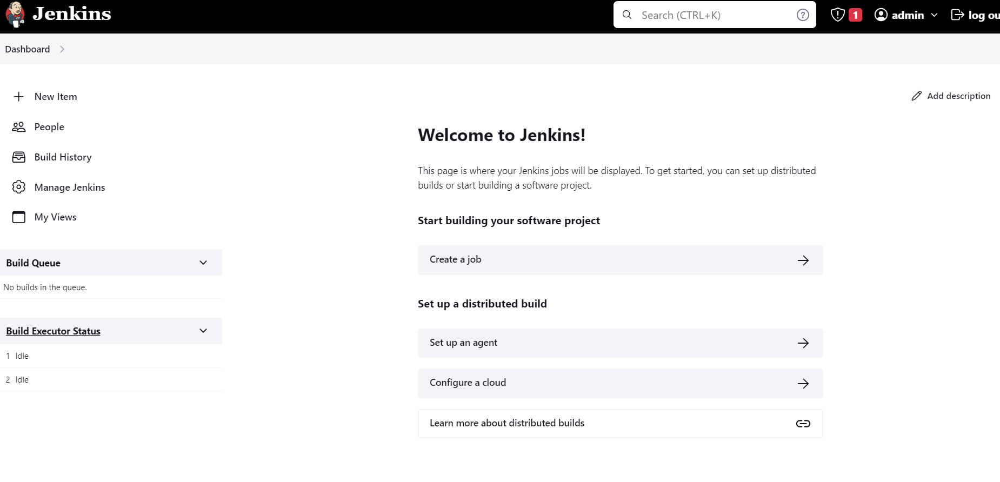 Jenkins
Search (CTRL+K)
1
admin
log ou
Dashboard
New Item
People
Build History
Manage Jenkins
My Views
Build Queue
No builds in the queue.
Build Executor Status
1 Idle
2 Idle
Add description
Welcome to Jenkins!
This page is where your Jenkins jobs will be displayed. To get started, you can set up distributed
builds or start building a software project.
Start building your software project
Create a job
Set up a distributed build
Set up an agent
Configure a cloud
Learn more about distributed builds